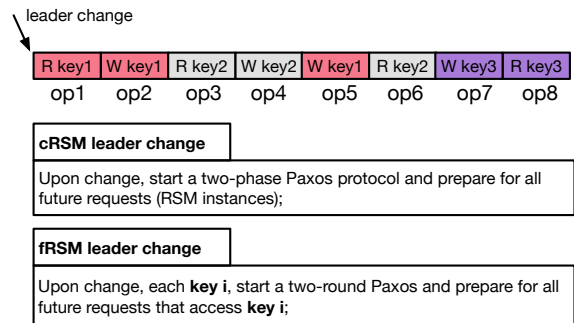 leader change
R key1 W key1 R key2 W key2 W key1 R key2 W key3 R key3
op1 op2 op3 op4 op5 op6 op7 op8
cRSM leader change
Upon change, start a two-phase Paxos protocol and prepare for all
future requests (RSM instances);
fRSM leader change
Upon change, each key i, start a two-round Paxos and prepare for all
future requests that access key i;